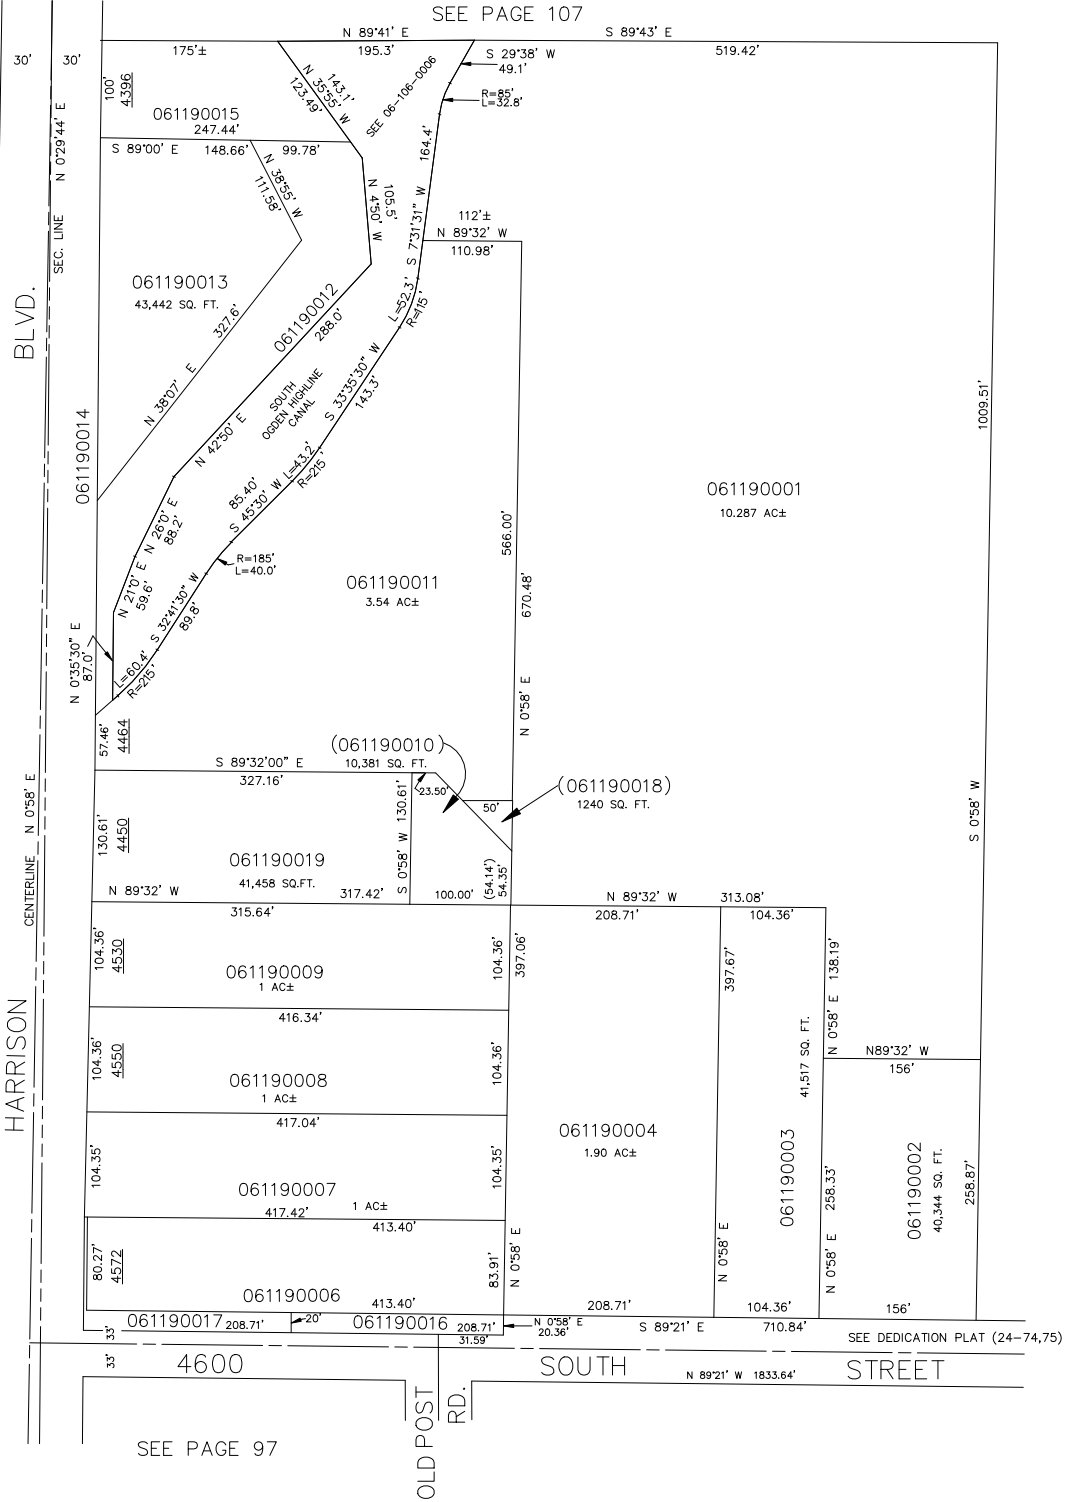 SEE PAGE 107
N 89°41' E
S 89°43' E
30'
30'
175'±
195.3'
519.42'
S 29°38' W
49.1'
R=85'
L=32.8'
100'
4396
N 35°55' W
143.1'
123.49'
SEE 06-106-0006
061190015
247.44'
S 89°00' E
148.66'
99.78'
N 0°29'44" E
SEC. LINE
N 38°55' W
111.58'
N 4°50' W
105.5'
164.4'
S 7°31'31" W
112'±
N 89°32' W
110.98'
061190013
43,442 SQ. FT.
BLVD.
327.6'
N 38°07' E
061190012
288.0'
L=52.3'
R=115'
SOUTH
OGDEN HIGHLINE
CANAL
S 33°35'30" W
143.3'
061190014
N 42°50' E
1009.51'
L=43.2'
R=215'
85.40'
S 45°30' W
061190001
10.287 AC±
N 26°0' E
88.2'
566.00'
R=185'
L=40.0'
N 21°0' E
59.6'
061190011
3.54 AC±
670.48'
S 32°41'30" W
89.8'
N 0°35'30" E
87.0'
L=60.4'
R=215'
N 0°58' E
57.46'
4464
(061190010)
10,381 SQ. FT.
S 89°32'00" E
327.16'
23.50'
50'
(061190018)
1240 SQ. FT.
CENTERLINE N 0°58' E
S 0°58' W
130.61'
4450
S 0°58' W 130.61'
061190019
41,458 SQ.FT.
N 89°32' W
317.42'
100.00'
(54.14')
54.35'
315.64'
N 89°32' W
313.08'
208.71'
104.36'
104.36'
4530
061190009
1 AC±
104.36'
397.06'
397.67'
138.19'
N 0°58' E
416.34'
HARRISON
104.36'
4550
061190008
1 AC±
104.36'
41,517 SQ. FT.
N89°32' W
156'
417.04'
061190004
1.90 AC±
061190003
061190002
40,344 SQ. FT.
104.35'
061190007
1 AC±
104.35'
258.33'
258.87'
417.42'
413.40'
80.27'
4572
83.91'
N 0°58' E
N 0°58' E
N 0°58' E
061190006
413.40'
208.71'
104.36'
156'
061190017
208.71'
20'
061190016
208.71'
N 0°58' E
20.36'
S 89°21' E
710.84'
SEE DEDICATION PLAT (24-74,75)
33'
31.59'
33'
4600
SOUTH
STREET
N 89°21' W 1833.64'
OLD POST
RD.
SEE PAGE 97